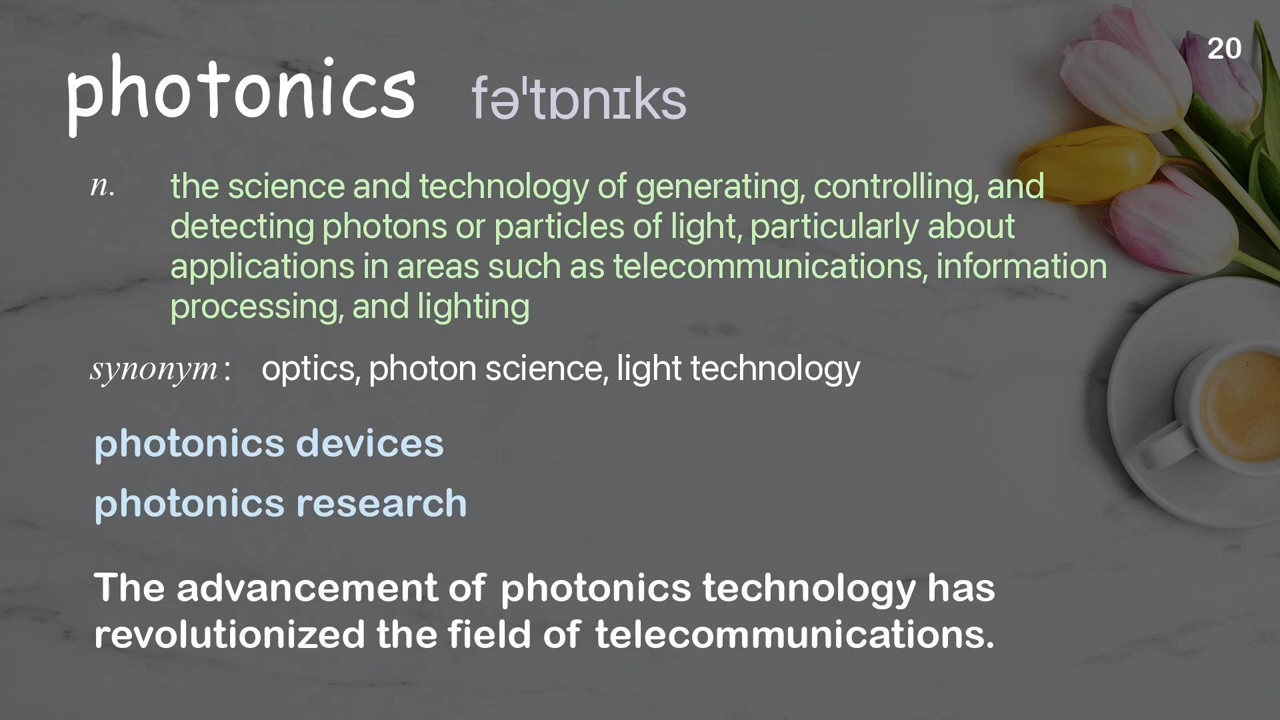 20
photonics fəˈtɒnɪks
n. the science and technology of generating, controlling, and
detecting photons or particles of light, particularly about
applications in areas such as telecommunications, information
processing, and lighting
synonym: optics, photon science, light technology
photonics devices
photonics research
The advancement of photonics technology has
revolutionized the field of telecommunications.